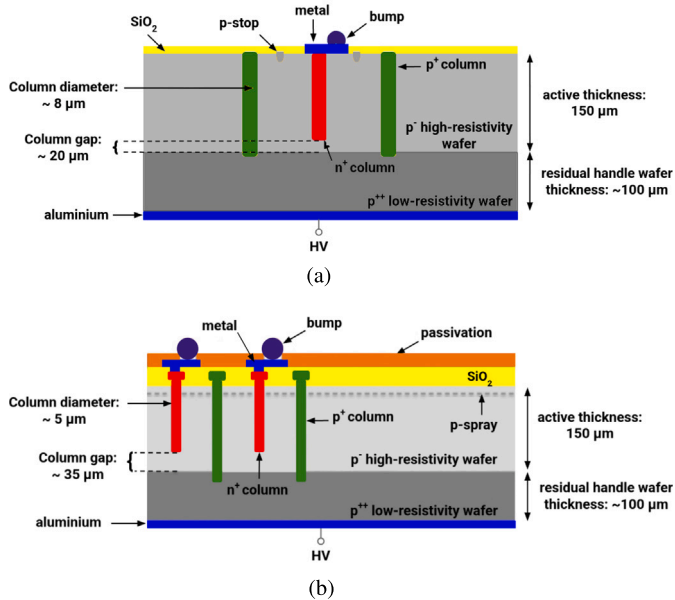 SiO2
p-stop
metal
bump
Column diameter:
~ 8 µm
p+ column
active thickness:
150 µm
Column gap:
~ 20 µm
p- high-resistivity
wafer
n+ column
residual handle wafer
thickness: ~100 µm
p++ low-resistivity wafer
aluminium
HV
(a)
metal
bump
passivation
SiO2
Column diameter:
~ 5 µm
p+ column
p-spray
active thickness:
150 µm
Column gap:
~ 35 µm
p- high-resistivity wafer
n+ column
residual handle wafer
thickness: ~100 µm
p++ low-resistivity wafer
aluminium
HV
(b)